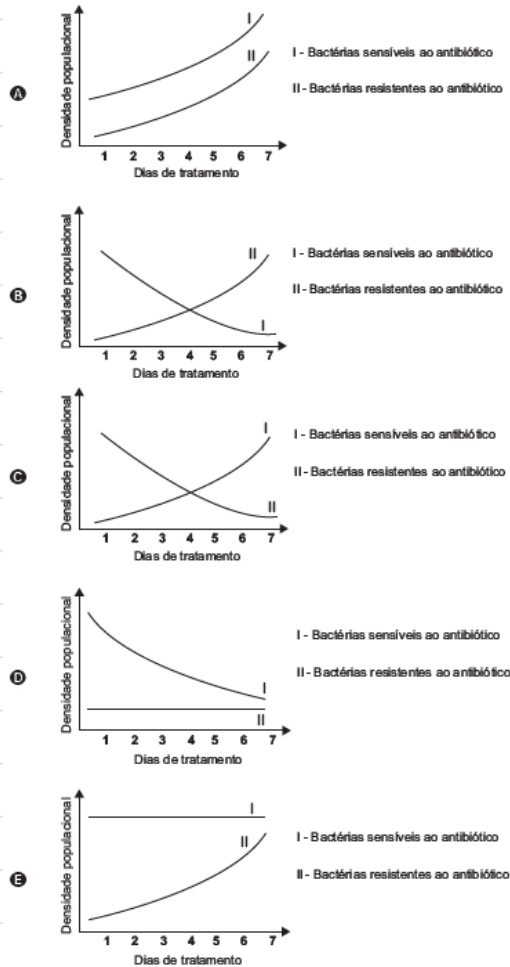 A
Densidade populacional
I
II
1 2 3 4 5 6 7
Dias de tratamento
I - Bactérias sensíveis ao antibiótico
II - Bactérias resistentes ao antibiótico
B
Densidade populacional
II
I
1 2 3 4 5 6 7
Dias de tratamento
I - Bactérias sensíveis ao antibiótico
II - Bactérias resistentes ao antibiótico
C
Densidade populacional
I
II
1 2 3 4 5 6 7
Dias de tratamento
I - Bactérias sensíveis ao antibiótico
II - Bactérias resistentes ao antibiótico
D
Densidade populacional
I
II
1 2 3 4 5 6 7
Dias de tratamento
I - Bactérias sensíveis ao antibiótico
II - Bactérias resistentes ao antibiótico
E
Densidade populacional
I
II
1 2 3 4 5 6 7
Dias de tratamento
I - Bactérias sensíveis ao antibiótico
II - Bactérias resistentes ao antibiótico